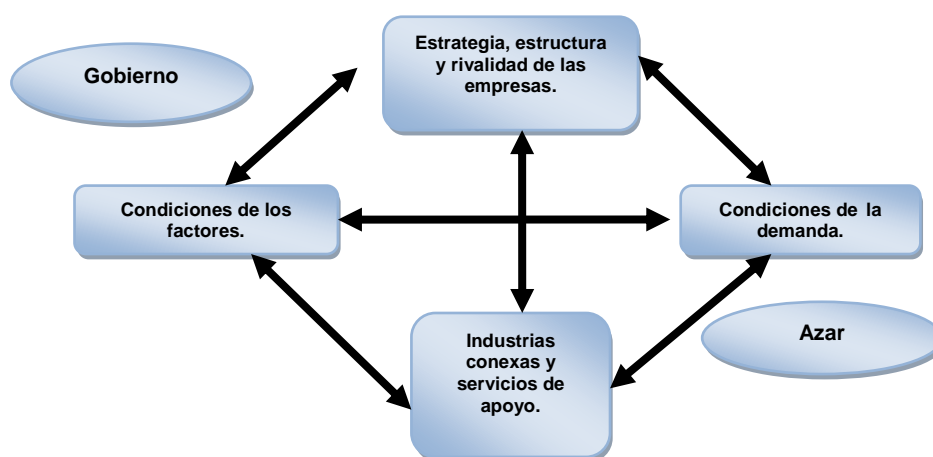 Gobierno
Estrategia, estructura
y rivalidad de las
empresas.
Condiciones de los
factores.
Condiciones de la
demanda.
Industrias
conexas y
servicios de
apoyo.
Azar